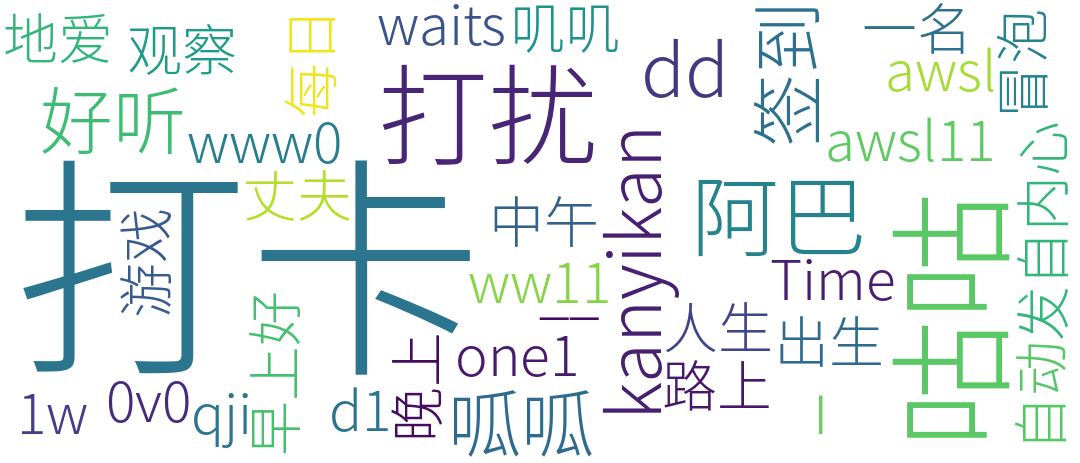 地爱
观察
每日
waits
叽叽
dd
签到
一名
冒泡
awsl
好听
打扰
www0
awsl11
打卡
丈夫
游戏
中午
kanyikan
阿巴
咕咕
自动发自内心
ww11
Time
人生
出生
早上好
晚上
one1
路上
1w
0v0
qji
d1
呱呱